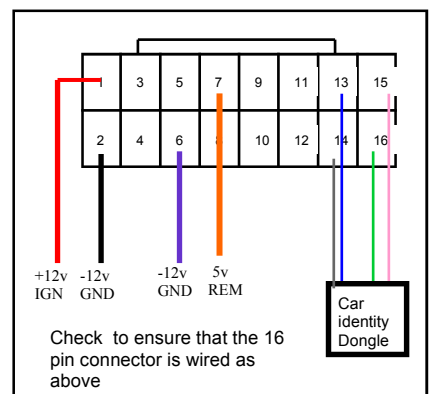 1 3 5 7 9 11 13 15
2 4 6 8 10 12 14 16
+12v -12v -12v 5v
IGN GND GND REM
Car
identity
Dongle
Check to ensure that the 16
pin connector is wired as
above